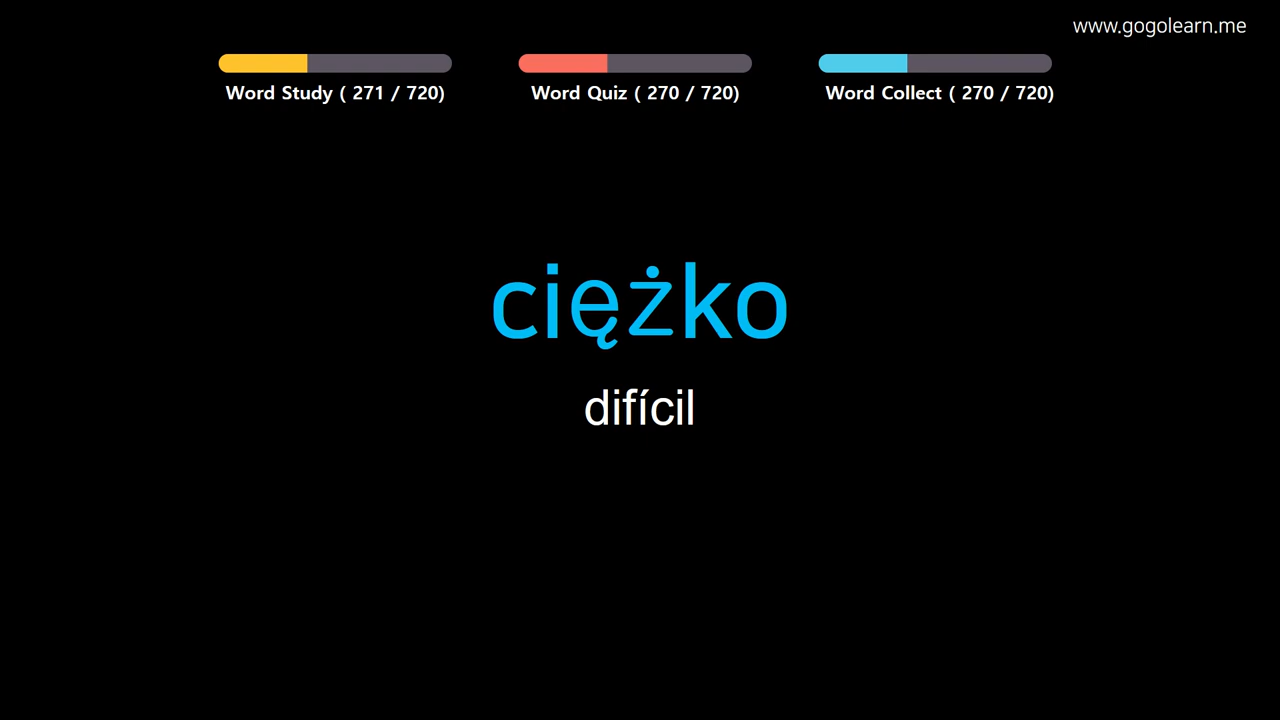 www.gogolearn.me
Word Study ( 271 / 720)
Word Quiz ( 270 / 720)
Word Collect ( 270 / 720)
ciężko
difícil